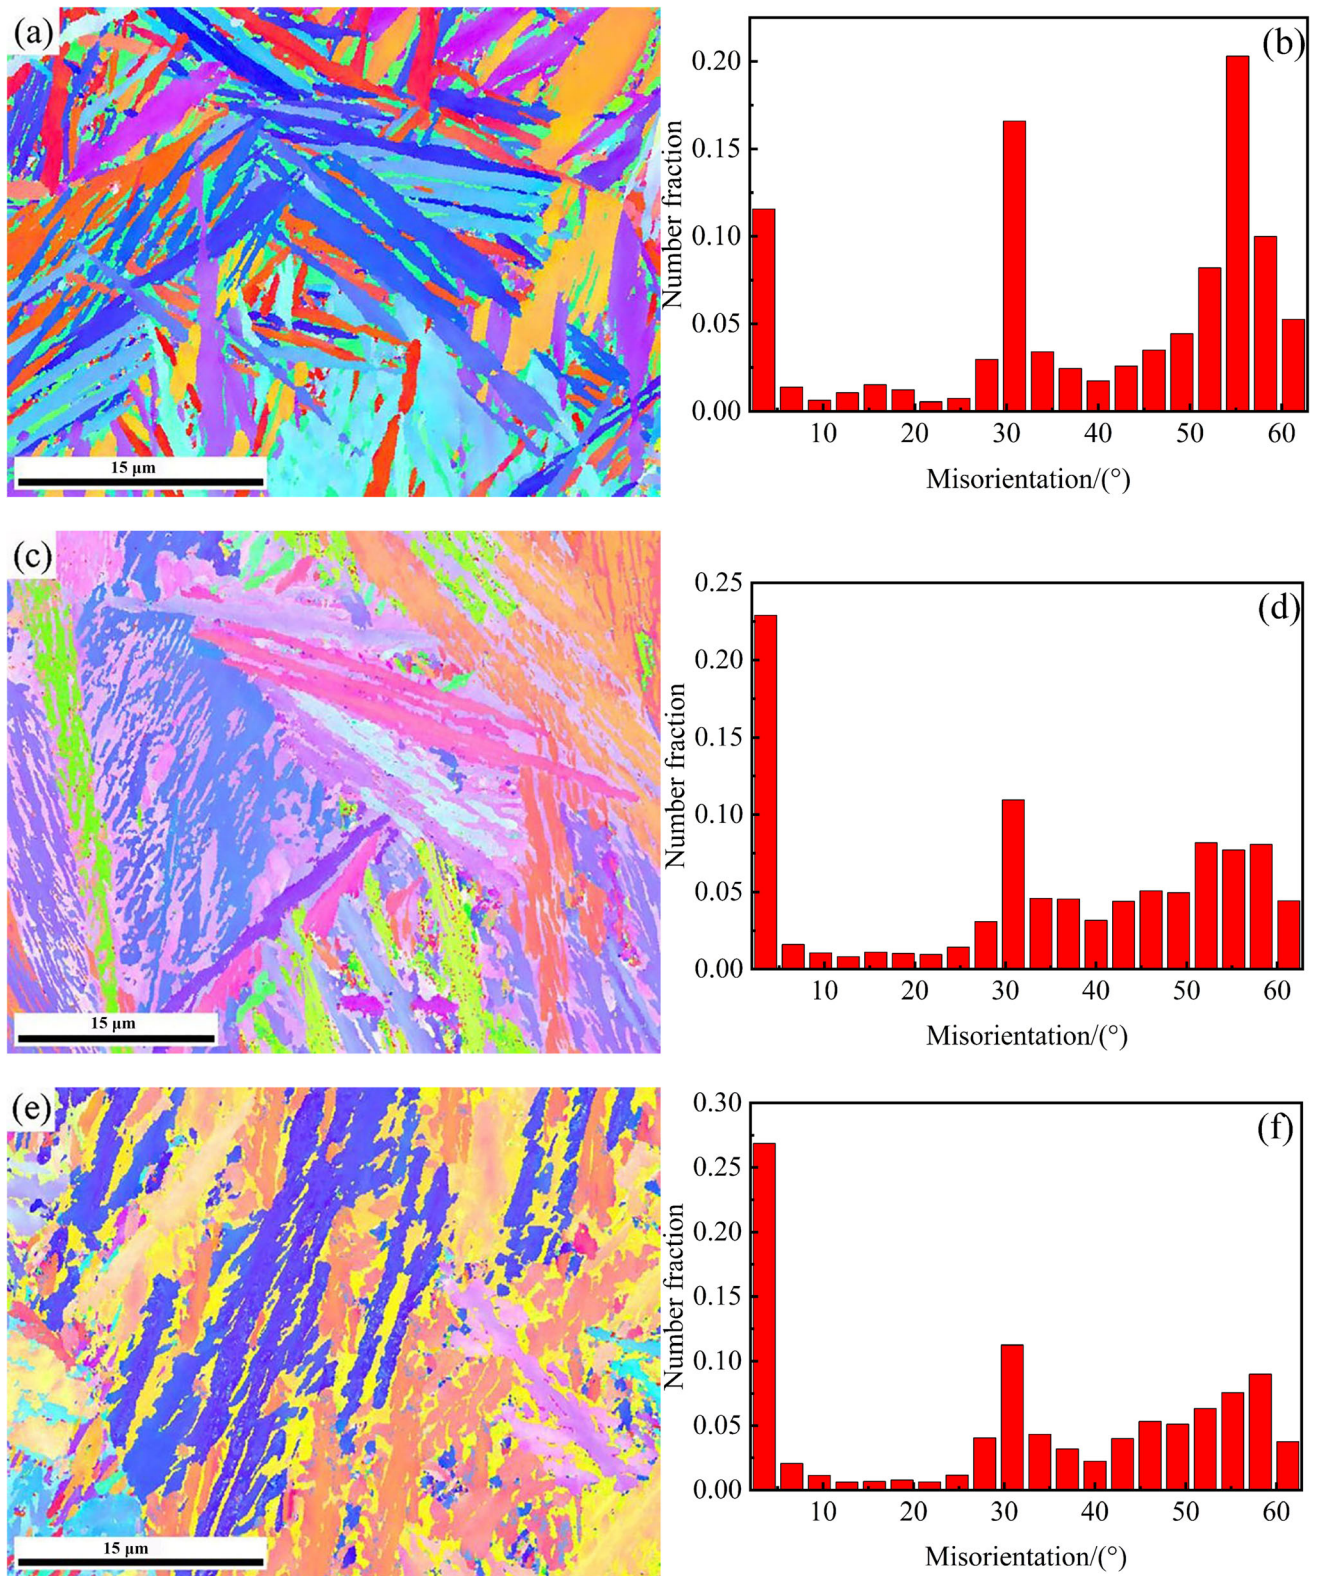 (a)
15 μm
(b)
Number fraction
0.20
0.15
0.10
0.05
0.00
10 20 30 40 50 60
Misorientation/(°)
(c)
15 μm
(d)
Number fraction
0.25
0.20
0.15
0.10
0.05
0.00
10 20 30 40 50 60
Misorientation/(°)
(e)
15 μm
(f)
Number fraction
0.30
0.25
0.20
0.15
0.10
0.05
0.00
10 20 30 40 50 60
Misorientation/(°)